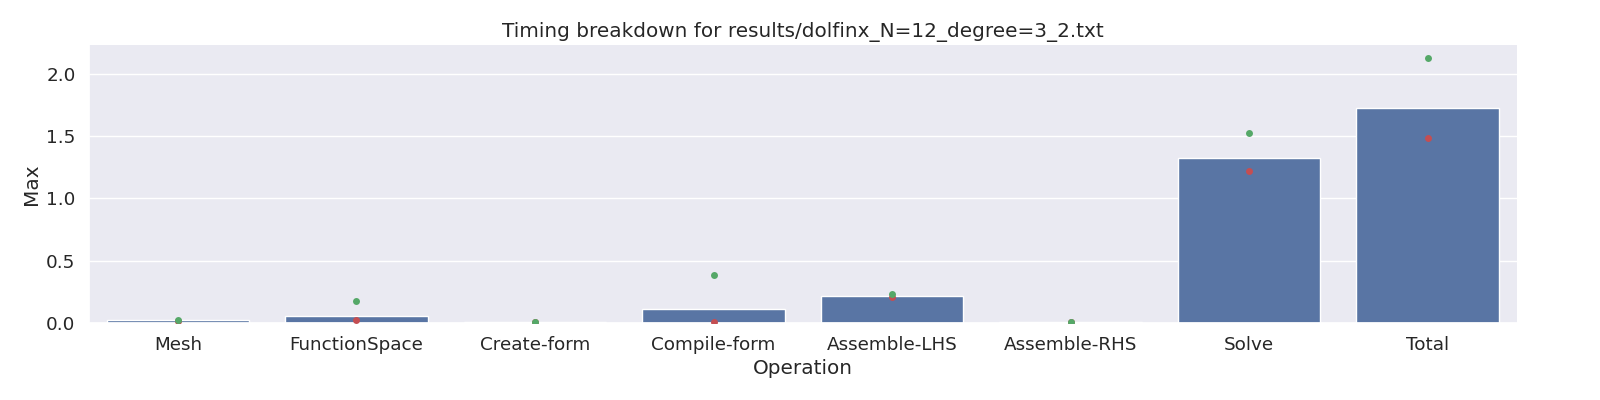 Timing breakdown for results/dolfinx_N=12_degree=3_2.txt
2.0
1.5
1.0
0.5
0.0
Max
Mesh FunctionSpace Create-form Compile-form Assemble-LHS Assemble-RHS Solve Total
Operation